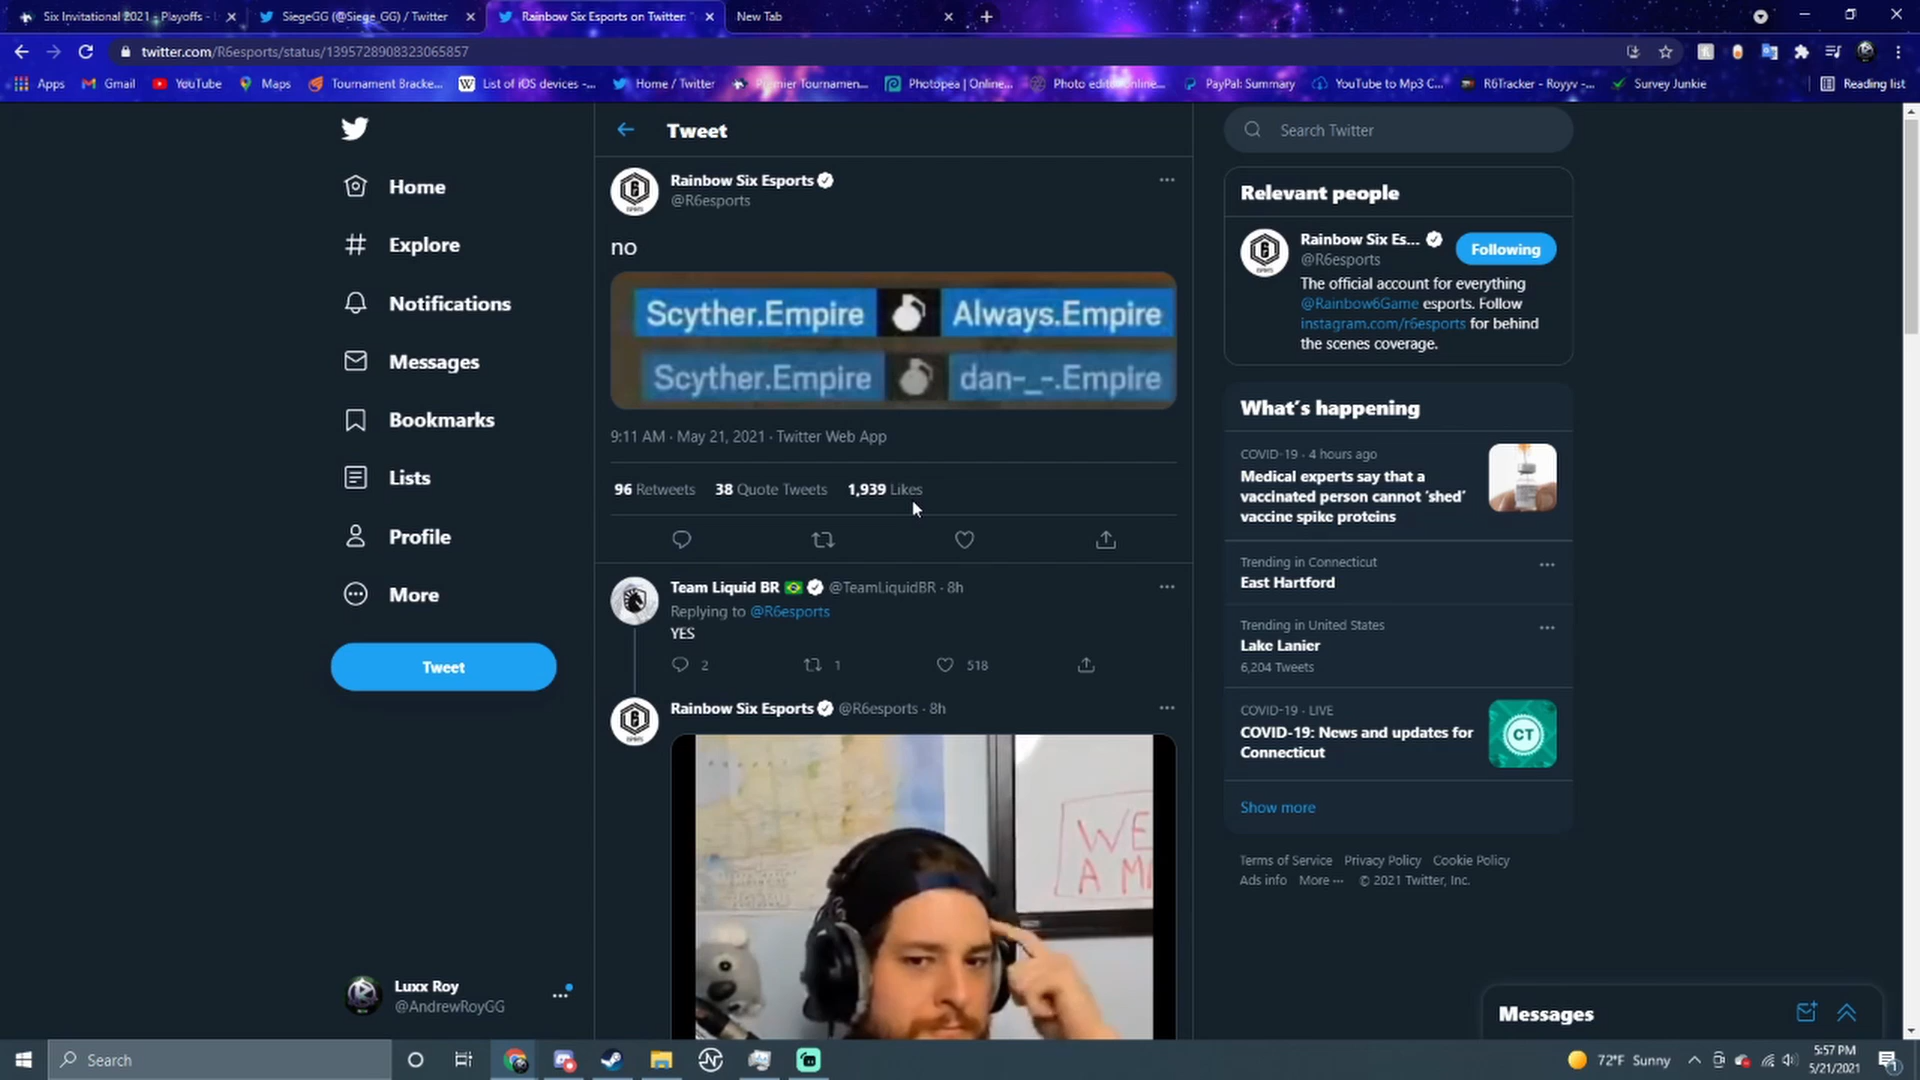 Six Invitational 2021 - Playoffs - L
SiegeGG (@Siege_GG) / Twitter
Rainbow Six Esports on Twitter: "
New Tab
twitter.com/R6esports/status/1395728908323065857
Apps
Gmail
YouTube
Maps
Tournament Bracke...
List of iOS devices -...
Home / Twitter
Premier Tournamen...
Photopea | Online...
Photo editor online...
PayPal: Summary
YouTube to Mp3 C...
R6Tracker - Royyv -...
Survey Junkie
Reading list
Home
Explore
Notifications
Messages
Bookmarks
Lists
Profile
More
Tweet
Luxx Roy
@AndrewRoyGG
Tweet
Rainbow Six Esports
@R6esports
no
Scyther.Empire Always.Empire
Scyther.Empire dan-_-.Empire
9:11 AM · May 21, 2021 · Twitter Web App
96 Retweets 38 Quote Tweets 1,939 Likes
Team Liquid BR @TeamLiquidBR · 8h
Replying to @R6esports
YES
2 1 518
Rainbow Six Esports @R6esports · 8h
WE
A MI
Search Twitter
Relevant people
Rainbow Six Es...
@R6esports
Following
The official account for everything
@Rainbow6Game esports. Follow
instagram.com/r6esports for behind
the scenes coverage.
What's happening
COVID-19 · 4 hours ago
Medical experts say that a
vaccinated person cannot 'shed'
vaccine spike proteins
Trending in Connecticut
East Hartford
Trending in United States
Lake Lanier
6,204 Tweets
COVID-19 · LIVE
COVID-19: News and updates for
Connecticut
CT
Show more
Terms of Service Privacy Policy Cookie Policy
Ads info More ··· © 2021 Twitter, Inc.
Messages
Search
72°F Sunny
5:57 PM
5/21/2021